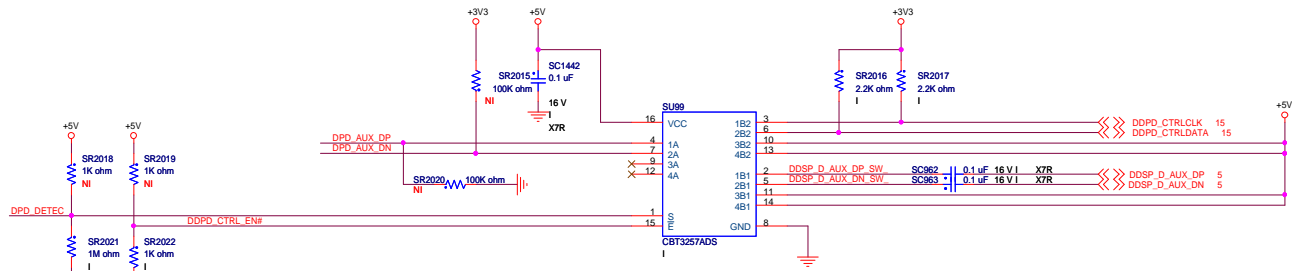 +3V3
+5V
+3V3
SR2015
100K ohm
NI
SC1442
0.1 uF
16 V
I
X7R
SR2016
2.2K ohm
I
SR2017
2.2K ohm
I
+5V
+5V
+5V
SU99
16 VCC
4 1A
7 2A
9 3A
12 4A
1 S
15 E
1B2 3
2B2 6
3B2 10
4B2 13
1B1 2
2B1 5
3B1 11
4B1 14
GND 8
CBT3257ADS
I
DPD_AUX_DP
DPD_AUX_DN
SR2020
NI
100K ohm
DDPD_CTRLCLK 15
DDPD_CTRLDATA 15
DDSP_D_AUX_DP_SW_
DDSP_D_AUX_DN_SW_
SC962 0.1 uF 16 V I X7R
SC963 0.1 uF 16 V I X7R
DDSP_D_AUX_DP 5
DDSP_D_AUX_DN 5
SR2018
1K ohm
NI
SR2019
1K ohm
NI
DPD_DETEC
DDPD_CTRL_EN#
SR2021
1M ohm
I
SR2022
1K ohm
I